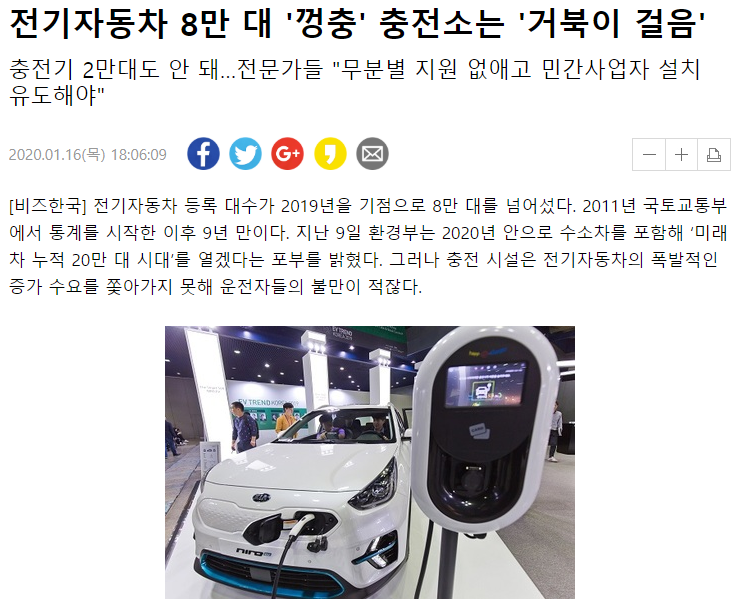 전기자동차 8만 대 '껑충' 충전소는 '거북이 걸음'
충전기 2만대도 안 돼…전문가들 "무분별 지원 없애고 민간사업자 설치
유도해야"
2020.01.16(목) 18:06:09
[비즈한국] 전기자동차 등록 대수가 2019년을 기점으로 8만 대를 넘어섰다. 2011년 국토교통부
에서 통계를 시작한 이후 9년 만이다. 지난 9일 환경부는 2020년 안으로 수소차를 포함해 ‘미래
차 누적 20만 대 시대’를 열겠다는 포부를 밝혔다. 그러나 충전 시설은 전기자동차의 폭발적인
증가 수요를 쫓아가지 못해 운전자들의 불만이 적잖다.
EV TREND
EV TREND KOREA 2019
KIA
niro